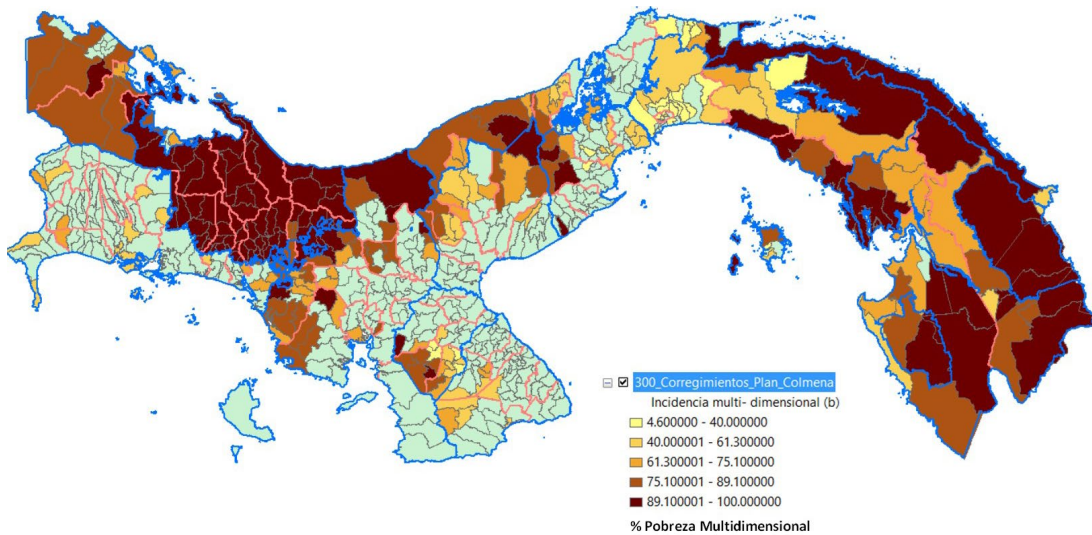 300_Corregimientos_Plan_Colmena
Incidencia multi- dimensional (b)
4.600000 - 40.000000
40.000001 - 61.300000
61.300001 - 75.100000
75.100001 - 89.100000
89.100001 - 100.000000
% Pobreza Multidimensional